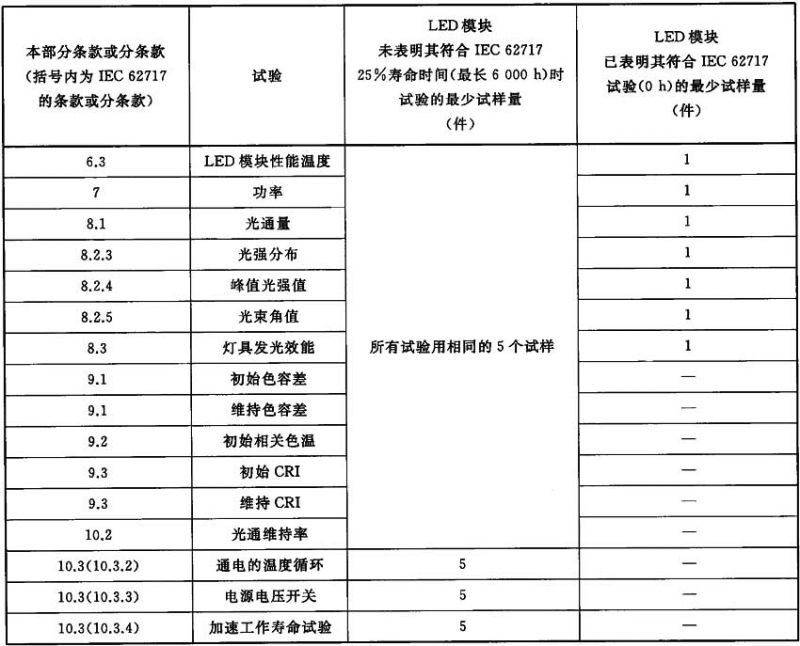 本部分条款或分条款
(括号内为 IEC 62717
的条款或分条款)
试验
LED 模块
未表明其符合 IEC 62717
25%寿命时间(最长 6 000 h)时
试验的最少试样量
(件)
LED 模块
已表明其符合 IEC 62717
试验(0 h)的最少试样量
(件)
6.3 LED 模块性能温度 1
7 功率 1
8.1 光通量 1
8.2.3 光强分布 1
8.2.4 峰值光强值 1
8.2.5 光束角值 1
8.3 灯具发光效能 所有试验用相同的 5 个试样 1
9.1 初始色容差 —
9.1 维持色容差 —
9.2 初始相关色温 —
9.3 初始 CRI —
9.3 维持 CRI —
10.2 光通维持率 —
10.3(10.3.2) 通电的温度循环 5 —
10.3(10.3.3) 电源电压开关 5 —
10.3(10.3.4) 加速工作寿命试验 5 —